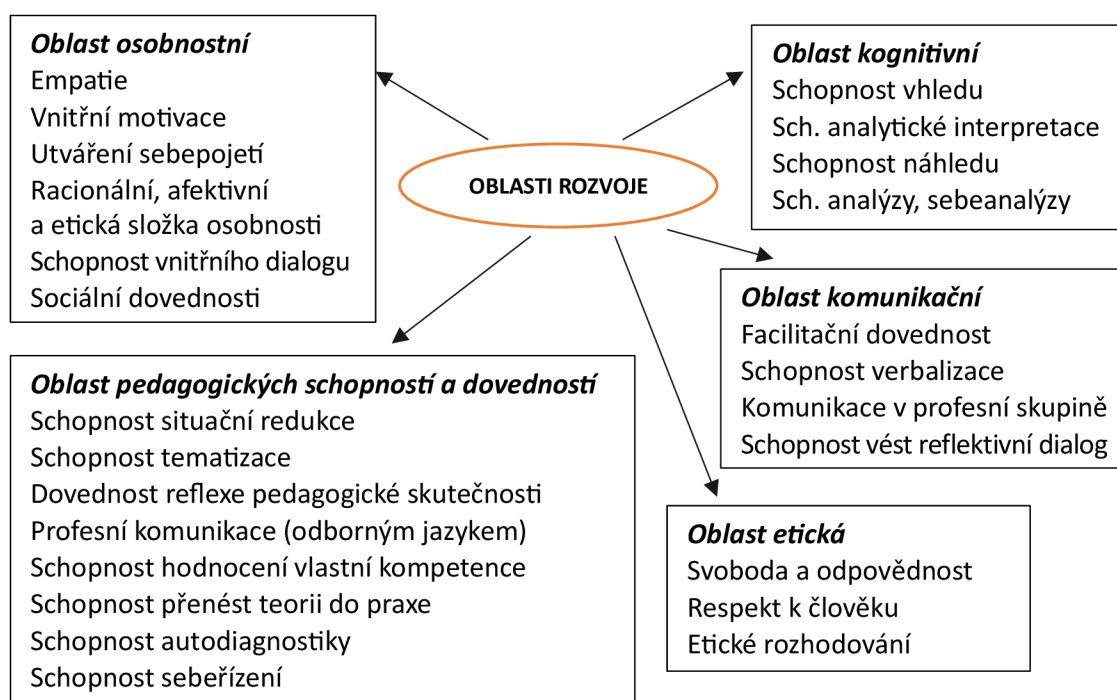 Oblast osobnostní
Empatie
Vnitřní motivace
Utváření sebepojetí
Racionální, afektivní
a etická složka osobnosti
Schopnost vnitřního dialogu
Sociální dovednosti
OBLASTI ROZVOJE
Oblast kognitivní
Schopnost vhledu
Sch. analytické interpretace
Schopnost náhledu
Sch. analýzy, sebeanalýzy
Oblast komunikační
Facilitační dovednost
Schopnost verbalizace
Komunikace v profesní skupině
Schopnost vést reflektivní dialog
Oblast pedagogických schopností a dovedností
Schopnost situační redukce
Schopnost tematizace
Dovednost reflexe pedagogické skutečnosti
Profesní komunikace (odborným jazykem)
Schopnost hodnocení vlastní kompetence
Schopnost přenést teorii do praxe
Schopnost autodiagnostiky
Schopnost sebeřízení
Oblast etická
Svoboda a odpovědnost
Respekt k člověku
Etické rozhodování